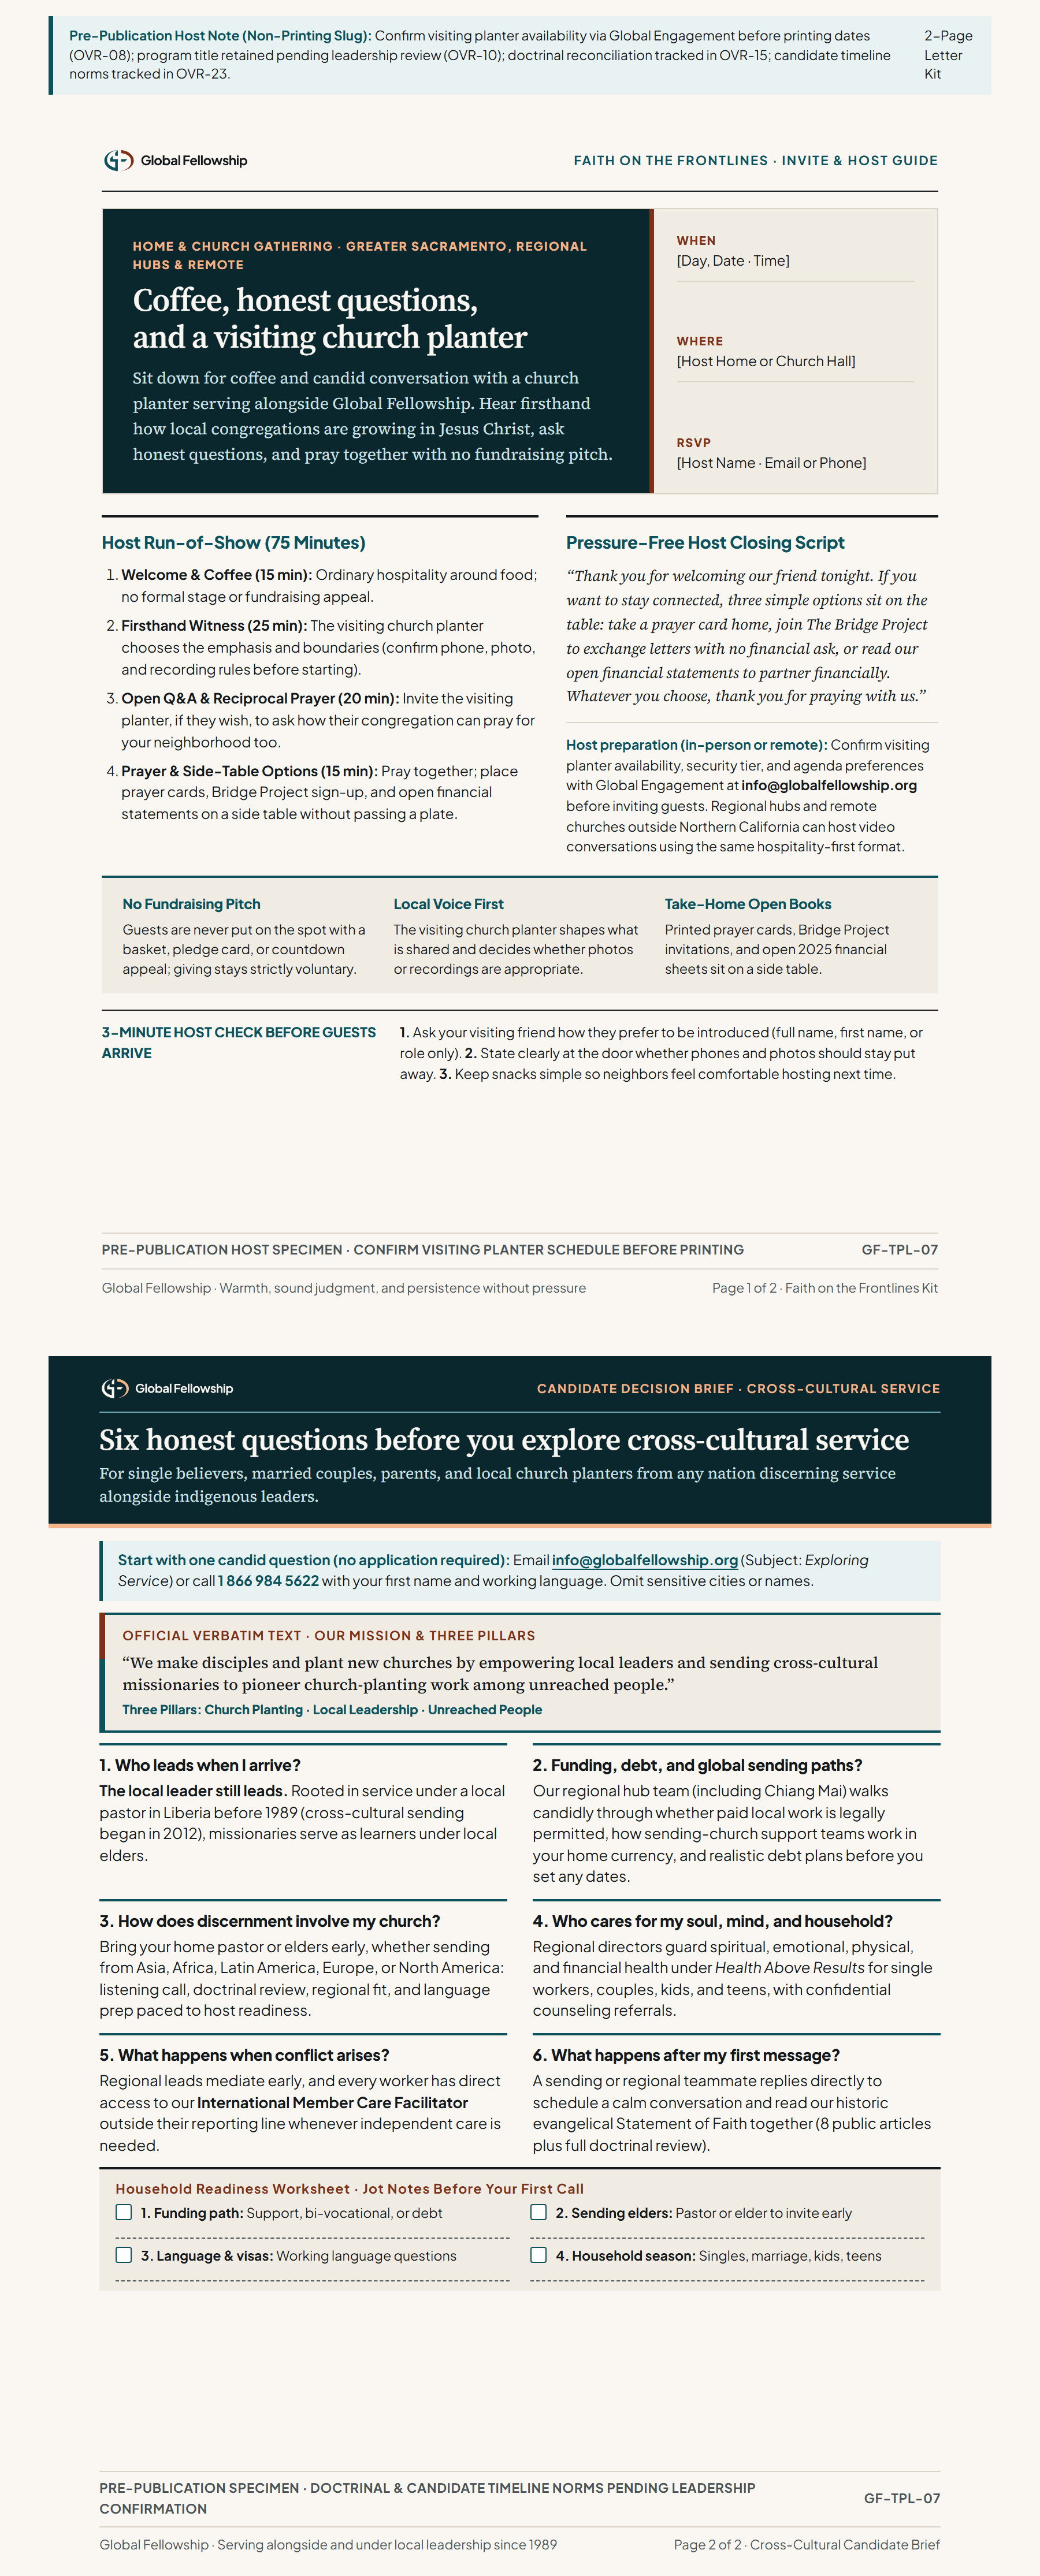 Pre-Publication Host Note (Non-Printing Slug): Confirm visiting planter availability via Global Engagement before printing dates
(OVR-08); program title retained pending leadership review (OVR-10); doctrinal reconciliation tracked in OVR-15; candidate timeline
norms tracked in OVR-23.
2-Page
Letter
Kit
Global Fellowship
FAITH ON THE FRONTLINES · INVITE & HOST GUIDE
HOME & CHURCH GATHERING · GREATER SACRAMENTO, REGIONAL
HUBS & REMOTE
Coffee, honest questions,
and a visiting church planter
Sit down for coffee and candid conversation with a church
planter serving alongside Global Fellowship. Hear firsthand
how local congregations are growing in Jesus Christ, ask
honest questions, and pray together with no fundraising pitch.
WHEN
[Day, Date · Time]
WHERE
[Host Home or Church Hall]
RSVP
[Host Name · Email or Phone]
Host Run-of-Show (75 Minutes)
1. Welcome & Coffee (15 min): Ordinary hospitality around food;
no formal stage or fundraising appeal.
2. Firsthand Witness (25 min): The visiting church planter
chooses the emphasis and boundaries (confirm phone, photo,
and recording rules before starting).
3. Open Q&A & Reciprocal Prayer (20 min): Invite the visiting
planter, if they wish, to ask how their congregation can pray for
your neighborhood too.
4. Prayer & Side-Table Options (15 min): Pray together; place
prayer cards, Bridge Project sign-up, and open financial
statements on a side table without passing a plate.
Pressure-Free Host Closing Script
“Thank you for welcoming our friend tonight. If you
want to stay connected, three simple options sit on the
table: take a prayer card home, join The Bridge Project
to exchange letters with no financial ask, or read our
open financial statements to partner financially.
Whatever you choose, thank you for praying with us.”
Host preparation (in-person or remote): Confirm visiting
planter availability, security tier, and agenda preferences
with Global Engagement at info@globalfellowship.org
before inviting guests. Regional hubs and remote
churches outside Northern California can host video
conversations using the same hospitality-first format.
No Fundraising Pitch
Guests are never put on the spot with a
basket, pledge card, or countdown
appeal; giving stays strictly voluntary.
Local Voice First
The visiting church planter shapes what
is shared and decides whether photos
or recordings are appropriate.
Take-Home Open Books
Printed prayer cards, Bridge Project
invitations, and open 2025 financial
sheets sit on a side table.
3-MINUTE HOST CHECK BEFORE GUESTS
ARRIVE
1. Ask your visiting friend how they prefer to be introduced (full name, first name, or
role only). 2. State clearly at the door whether phones and photos should stay put
away. 3. Keep snacks simple so neighbors feel comfortable hosting next time.
PRE-PUBLICATION HOST SPECIMEN · CONFIRM VISITING PLANTER SCHEDULE BEFORE PRINTING
GF-TPL-07
Global Fellowship · Warmth, sound judgment, and persistence without pressure
Page 1 of 2 · Faith on the Frontlines Kit
Global Fellowship
CANDIDATE DECISION BRIEF · CROSS-CULTURAL SERVICE
Six honest questions before you explore cross-cultural service
For single believers, married couples, parents, and local church planters from any nation discerning service
alongside indigenous leaders.
Start with one candid question (no application required): Email info@globalfellowship.org (Subject: Exploring
Service) or call 1 866 984 5622 with your first name and working language. Omit sensitive cities or names.
OFFICIAL VERBATIM TEXT · OUR MISSION & THREE PILLARS
“We make disciples and plant new churches by empowering local leaders and sending cross-cultural
missionaries to pioneer church-planting work among unreached people.”
Three Pillars: Church Planting · Local Leadership · Unreached People
1. Who leads when I arrive?
The local leader still leads. Rooted in service under a local
pastor in Liberia before 1989 (cross-cultural sending
began in 2012), missionaries serve as learners under local
elders.
2. Funding, debt, and global sending paths?
Our regional hub team (including Chiang Mai) walks
candidly through whether paid local work is legally
permitted, how sending-church support teams work in
your home currency, and realistic debt plans before you
set any dates.
3. How does discernment involve my church?
Bring your home pastor or elders early, whether sending
from Asia, Africa, Latin America, Europe, or North America:
listening call, doctrinal review, regional fit, and language
prep paced to host readiness.
4. Who cares for my soul, mind, and household?
Regional directors guard spiritual, emotional, physical,
and financial health under Health Above Results for single
workers, couples, kids, and teens, with confidential
counseling referrals.
5. What happens when conflict arises?
Regional leads mediate early, and every worker has direct
access to our International Member Care Facilitator
outside their reporting line whenever independent care is
needed.
6. What happens after my first message?
A sending or regional teammate replies directly to
schedule a calm conversation and read our historic
evangelical Statement of Faith together (8 public articles
plus full doctrinal review).
Household Readiness Worksheet · Jot Notes Before Your First Call
1. Funding path: Support, bi-vocational, or debt
2. Sending elders: Pastor or elder to invite early
3. Language & visas: Working language questions
4. Household season: Singles, marriage, kids, teens
PRE-PUBLICATION SPECIMEN · DOCTRINAL & CANDIDATE TIMELINE NORMS PENDING LEADERSHIP
CONFIRMATION
GF-TPL-07
Global Fellowship · Serving alongside and under local leadership since 1989
Page 2 of 2 · Cross-Cultural Candidate Brief